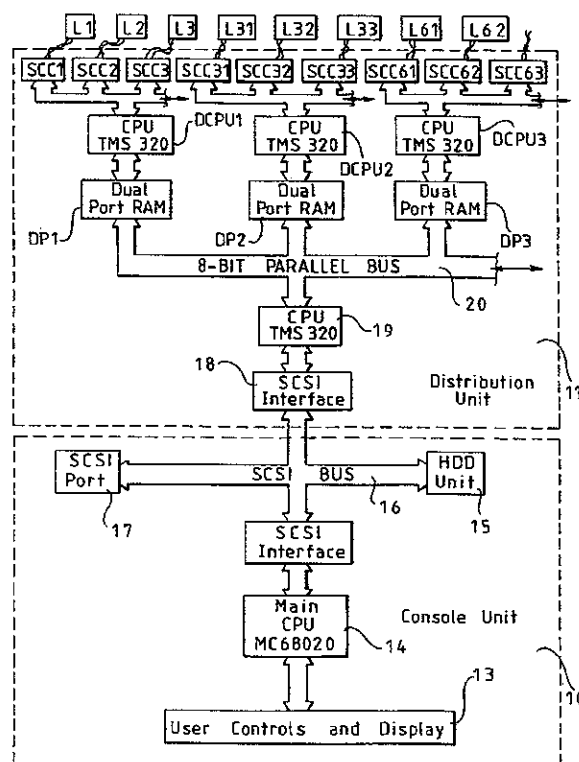 L1 L2 L3 L31 L32 L33 L61 L62
SCC1 SCC2 SCC3 SCC31 SCC32 SCC33 SCC61 SCC62 SCC63
CPU
TMS 320
DCPU1
CPU
TMS 320
DCPU2
CPU
TMS 320
DCPU3
Dual
Port RAM
DP1
Dual
Port RAM
DP2
Dual
Port RAM
DP3
8-BIT PARALLEL BUS
20
CPU
TMS 320
19
18
SCSI
Interface
Distribution
Unit
11
SCSI
Port
17
SCSI BUS
16
HDD
Unit
15
SCSI
Interface
Main
CPU
MC68020
14
Console Unit
10
13
User Controls and Display